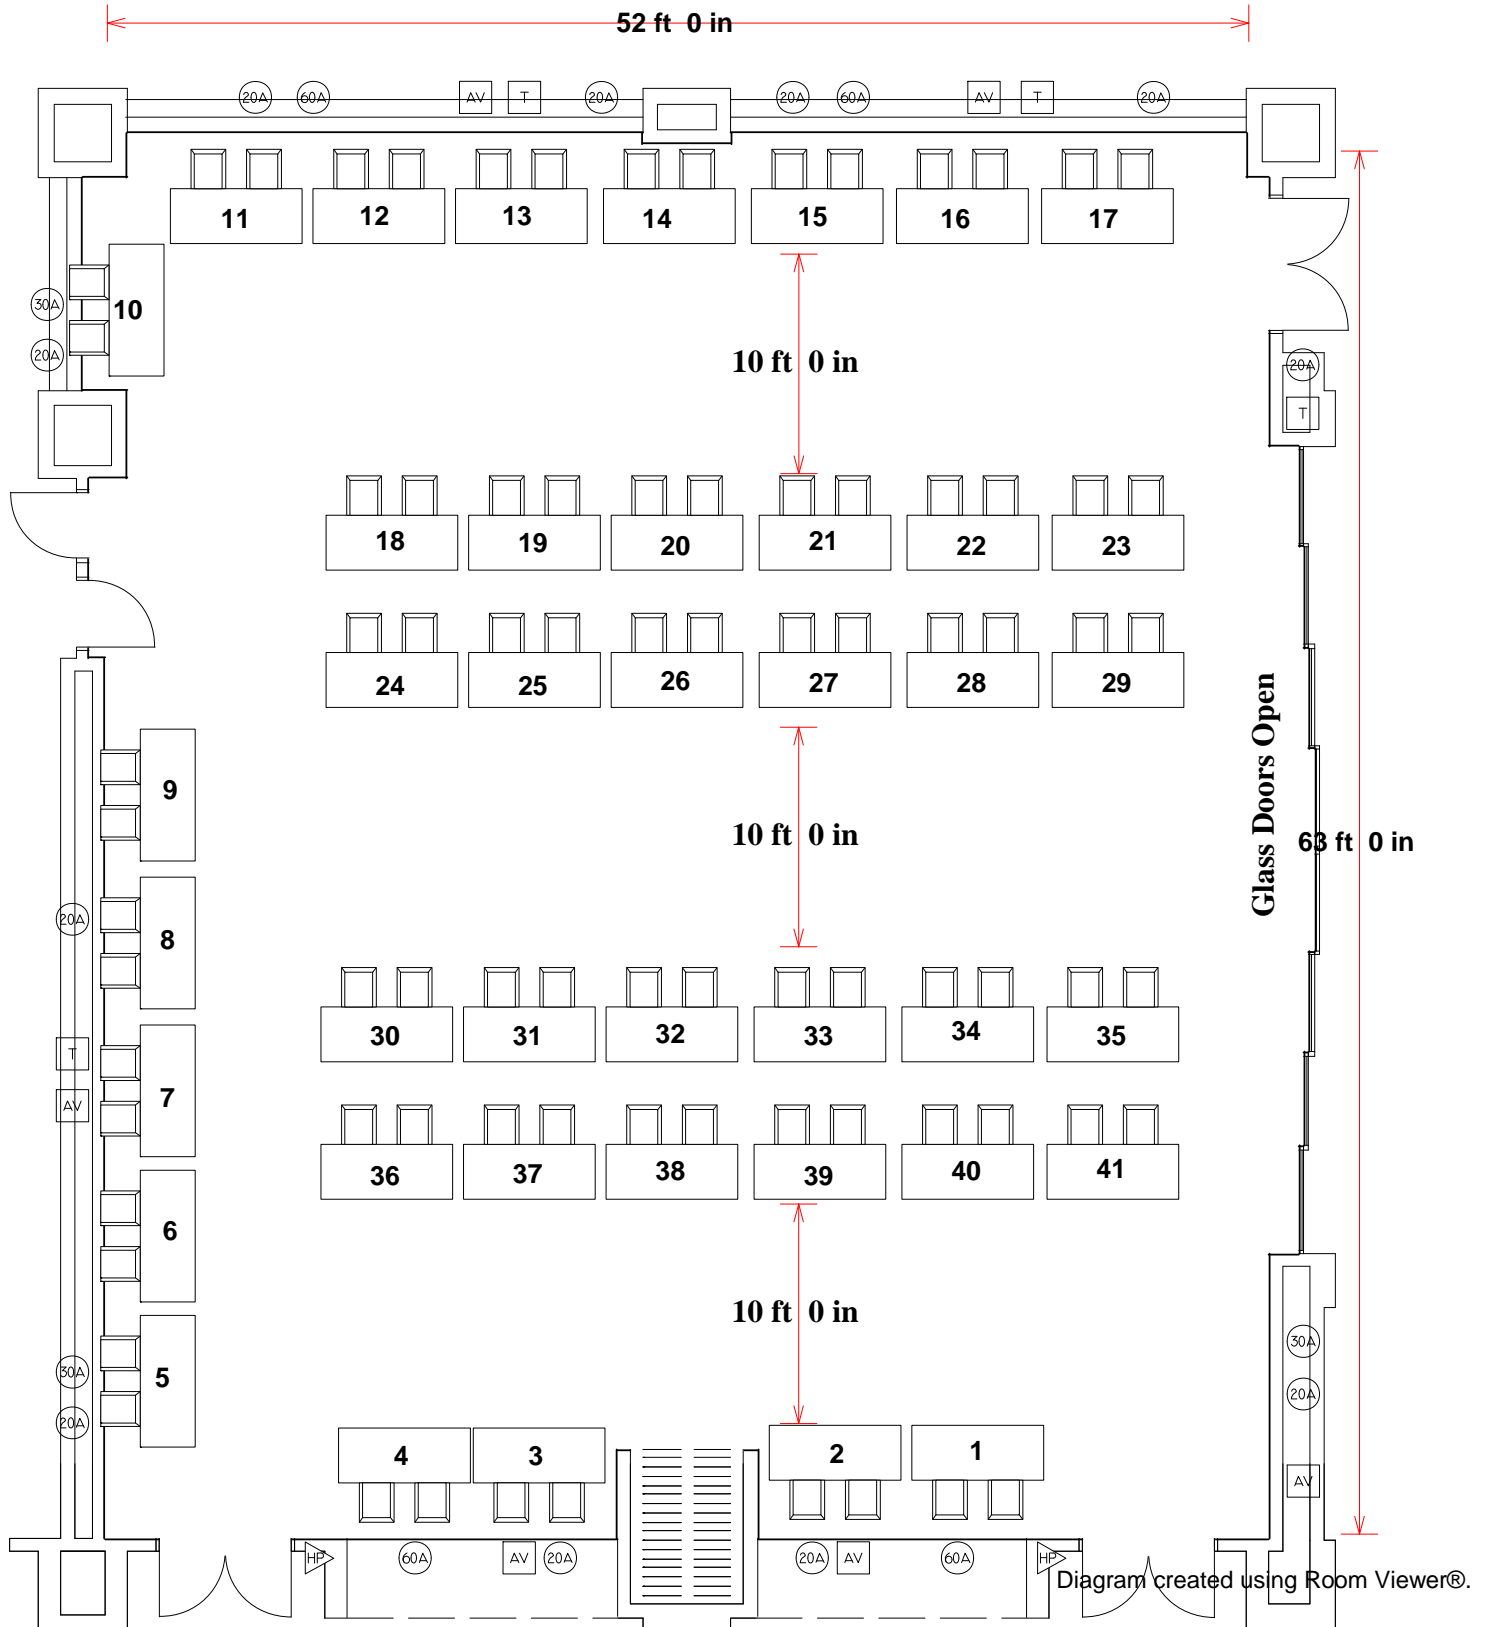 52 ft 0 in
20A 60A AV T 20A 20A 60A AV T 20A
11 12 13 14 15 16 17
10
30A
20A
10 ft 0 in
20A
T
18 19 20 21 22 23
24 25 26 27 28 29
Glass Doors Open
63 ft 0 in
9
10 ft 0 in
8
20A
30 31 32 33 34 35
T
AV
7
36 37 38 39 40 41
6
10 ft 0 in
30A
20A
5
30A
20A
4 3 2 1
AV
HP 60A AV 20A 20A AV 60A HP
Diagram created using Room Viewer®.